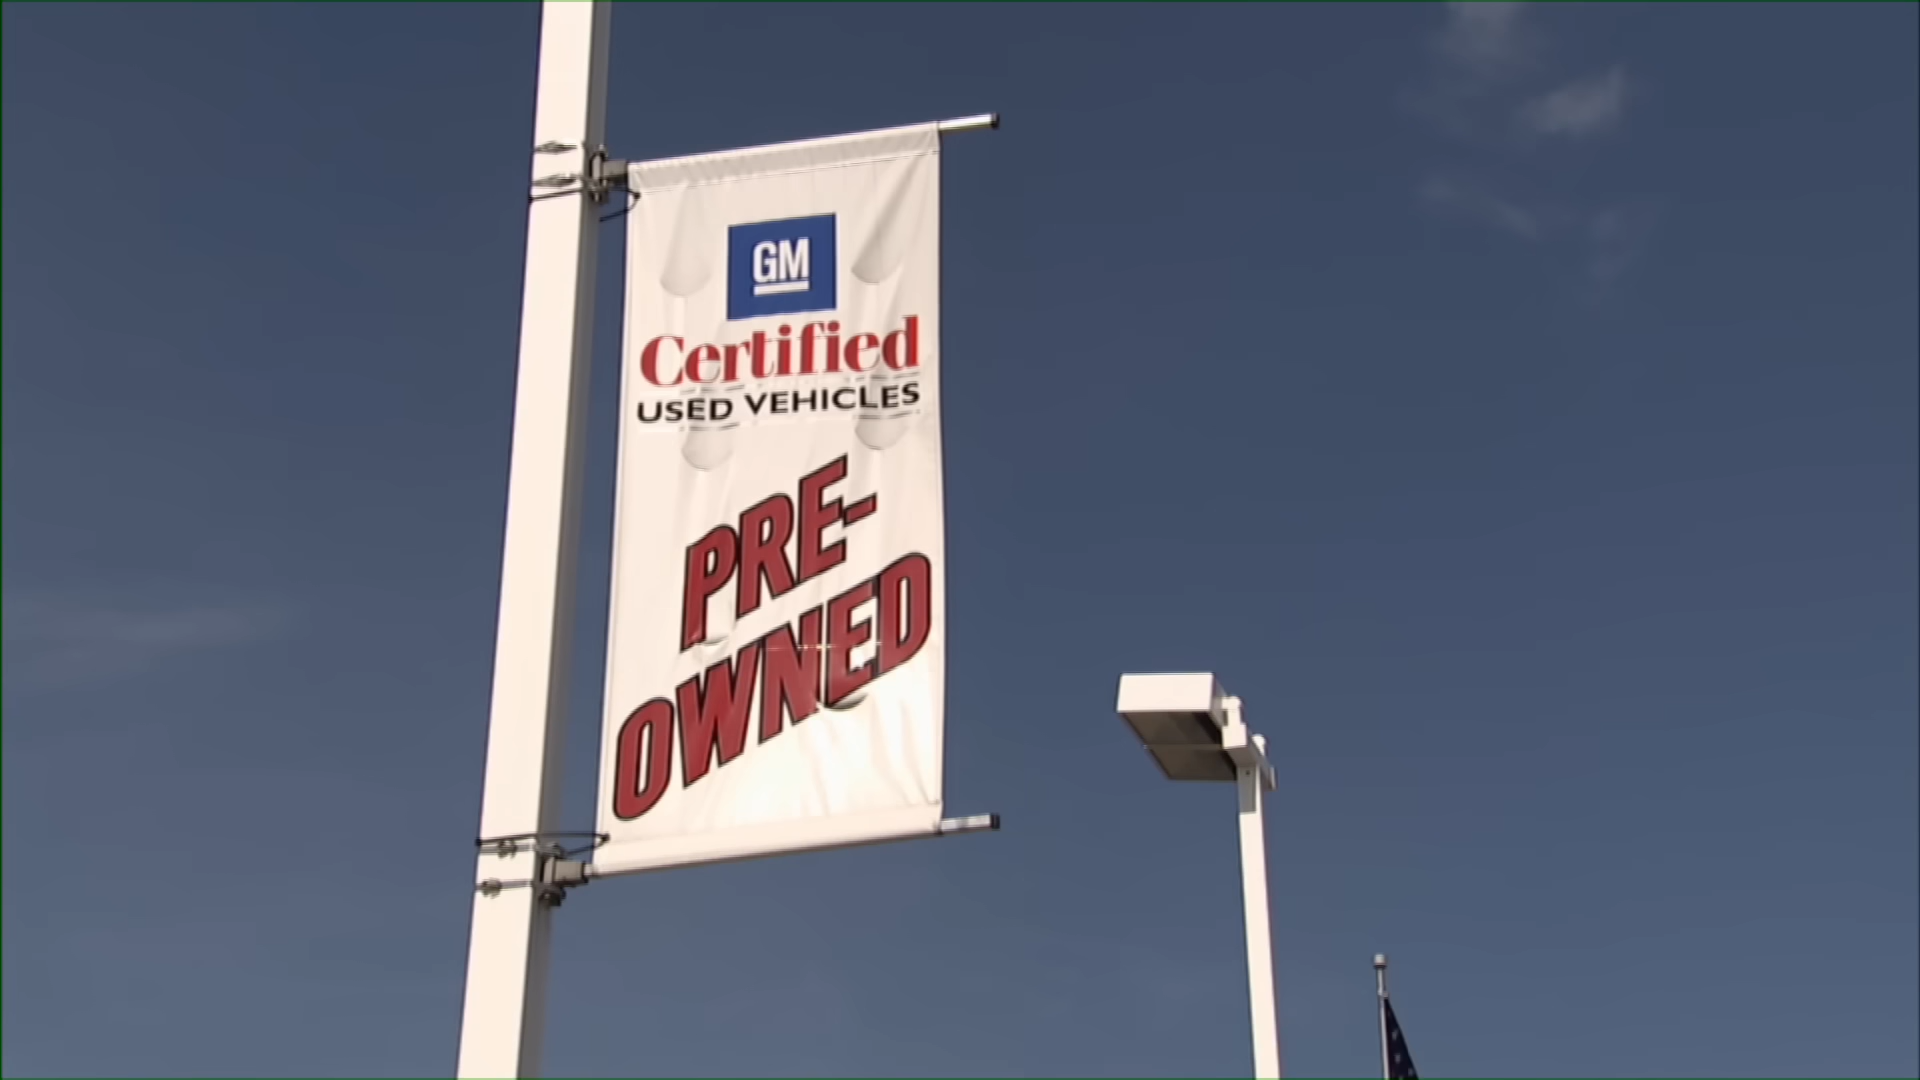 GM
Certified
USED VEHICLES
PRE-
OWNED